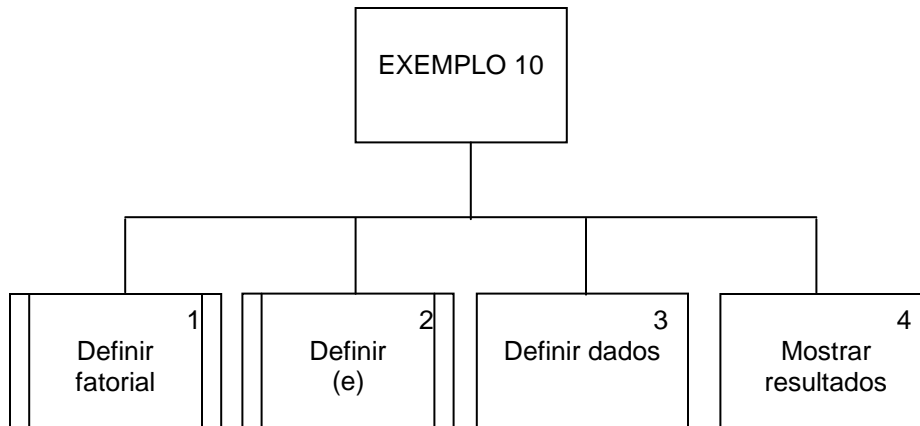 EXEMPLO 10
1
Definir
fatorial
2
Definir
(e)
3
Definir dados
4
Mostrar
resultados